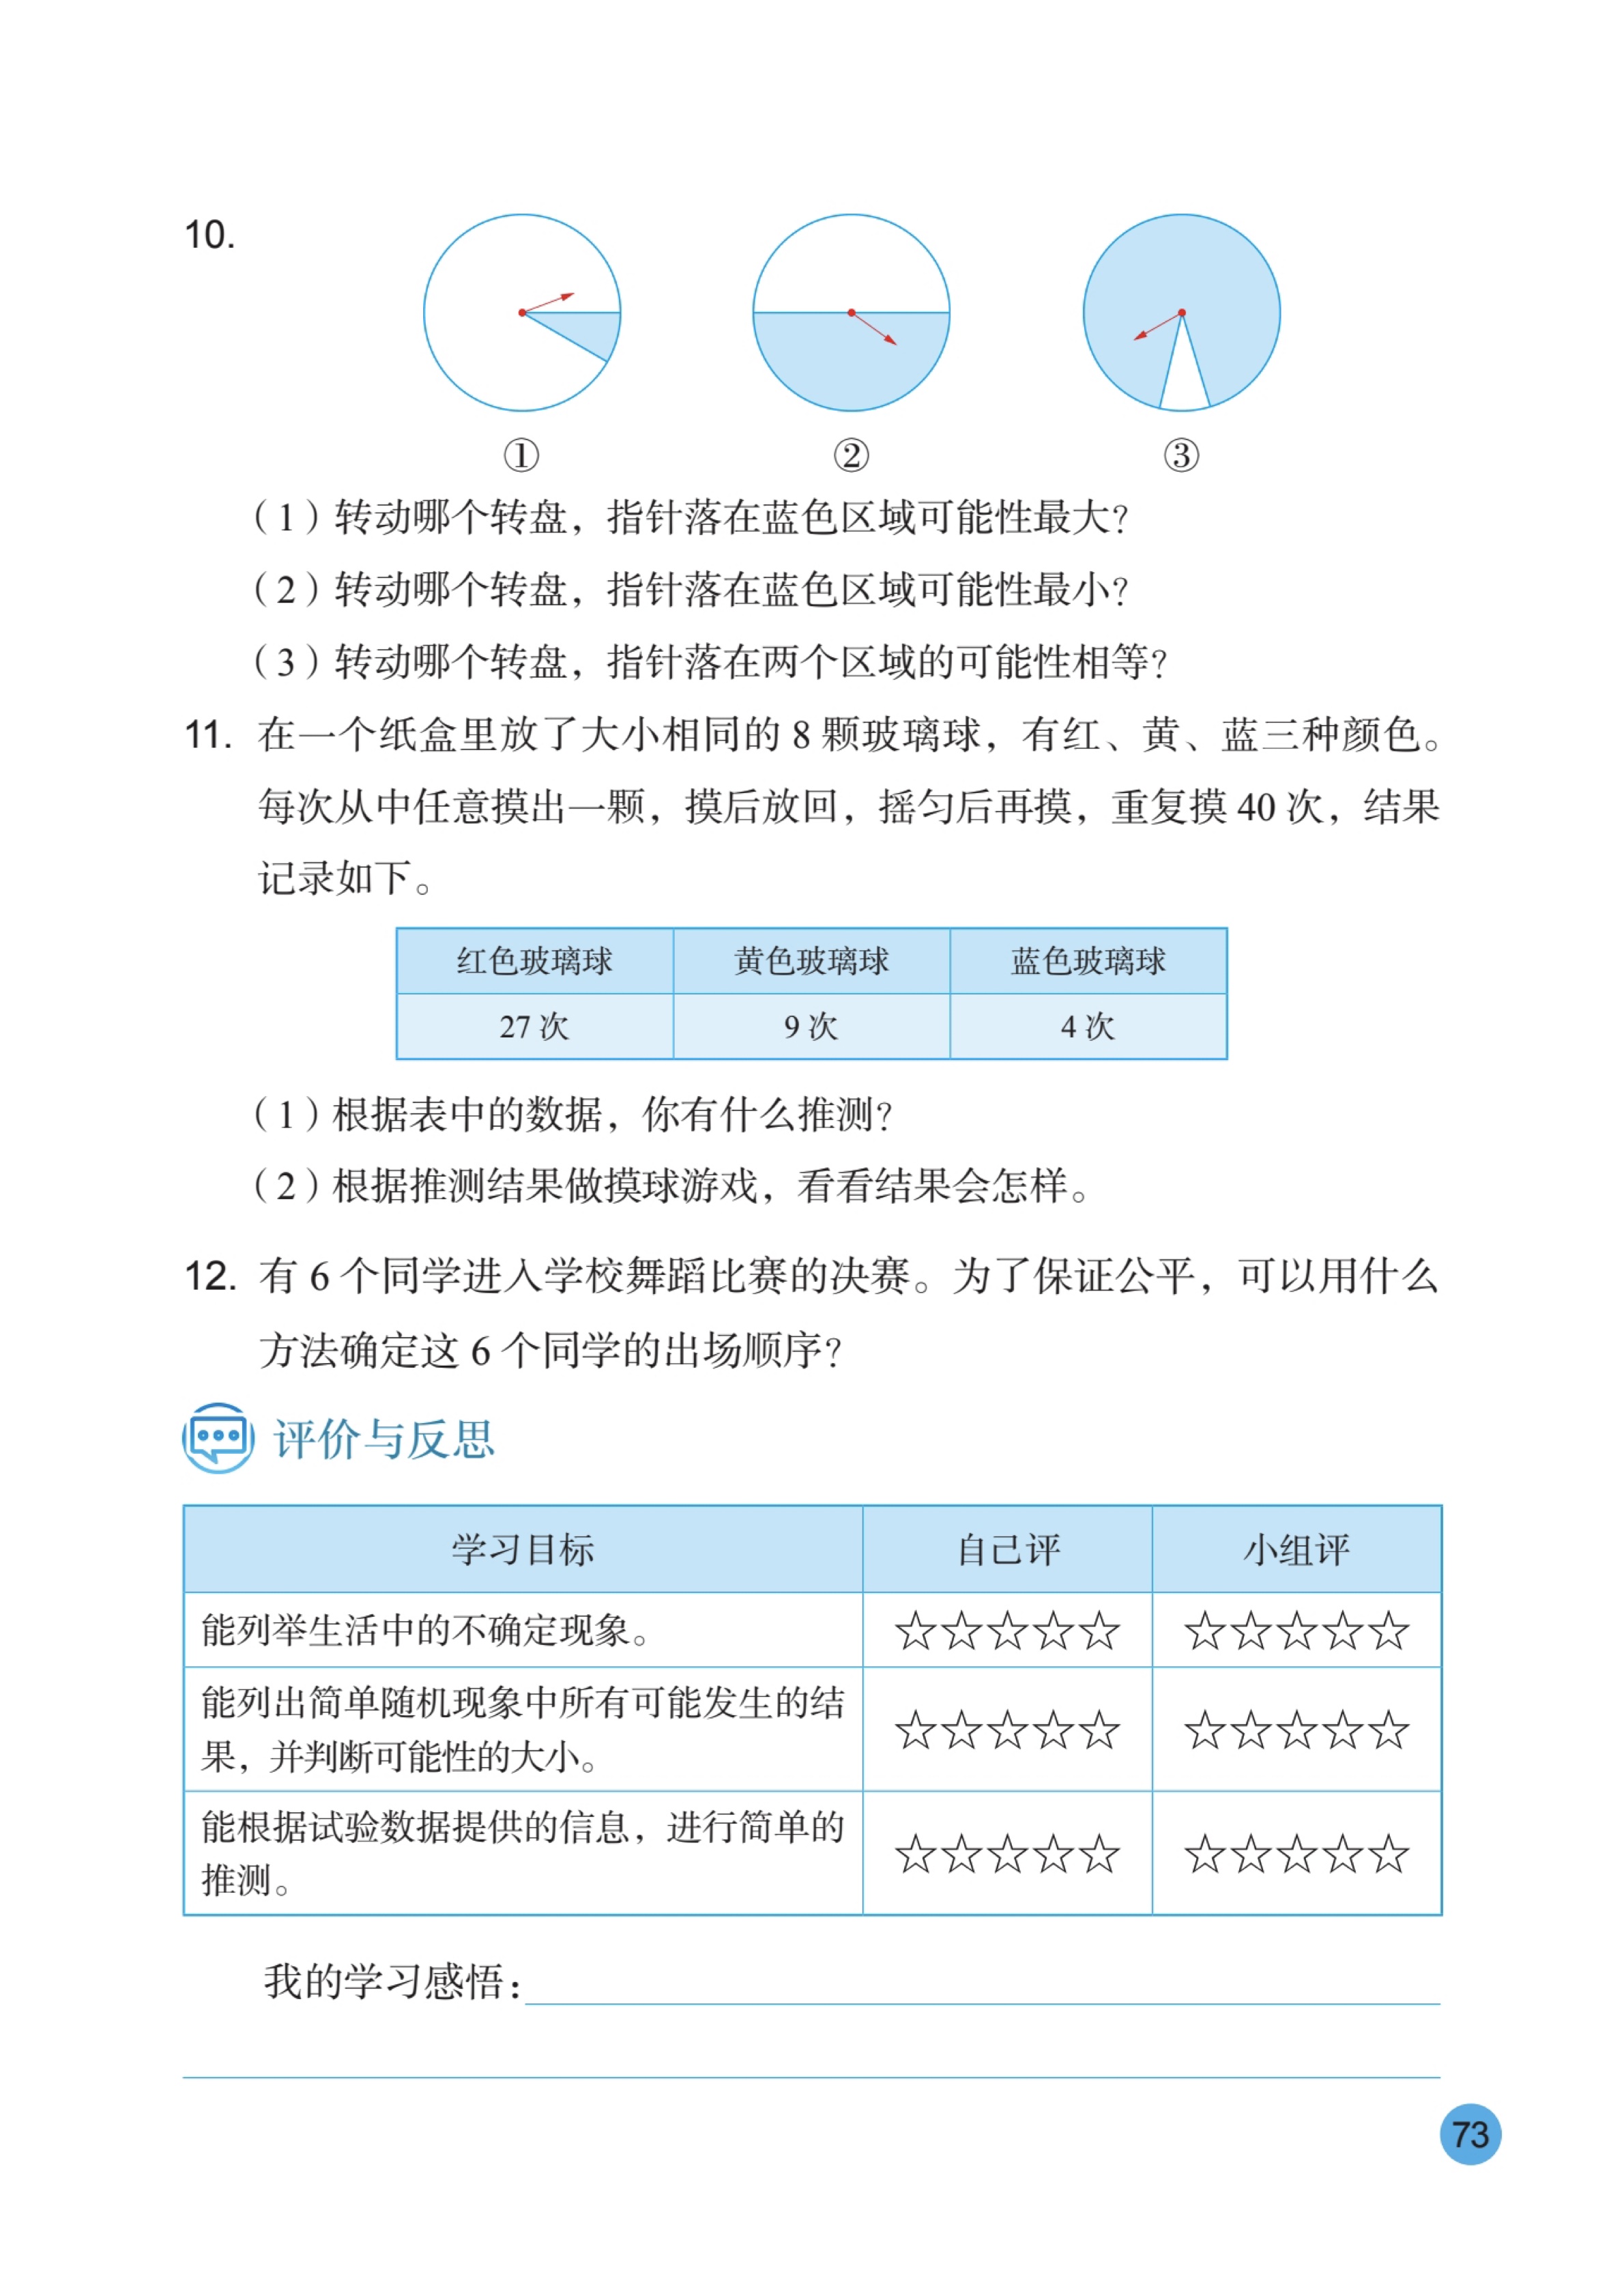 10.
① ② ③
（1）转动哪个转盘，指针落在蓝色区域可能性最大？
（2）转动哪个转盘，指针落在蓝色区域可能性最小？
（3）转动哪个转盘，指针落在两个区域的可能性相等？
11. 在一个纸盒里放了大小相同的 8 颗玻璃球，有红、黄、蓝三种颜色。
每次从中任意摸出一颗，摸后放回，摇匀后再摸，重复摸 40 次，结果
记录如下。
红色玻璃球 黄色玻璃球 蓝色玻璃球
27 次 9 次 4 次
（1）根据表中的数据，你有什么推测？
（2）根据推测结果做摸球游戏，看看结果会怎样。
12. 有 6 个同学进入学校舞蹈比赛的决赛。为了保证公平，可以用什么
方法确定这 6 个同学的出场顺序？
评价与反思
学习目标 自己评 小组评
能列举生活中的不确定现象。 ☆☆☆☆☆ ☆☆☆☆☆
能列出简单随机现象中所有可能发生的结
果，并判断可能性的大小。 ☆☆☆☆☆ ☆☆☆☆☆
能根据试验数据提供的信息，进行简单的
推测。 ☆☆☆☆☆ ☆☆☆☆☆
我的学习感悟：
73